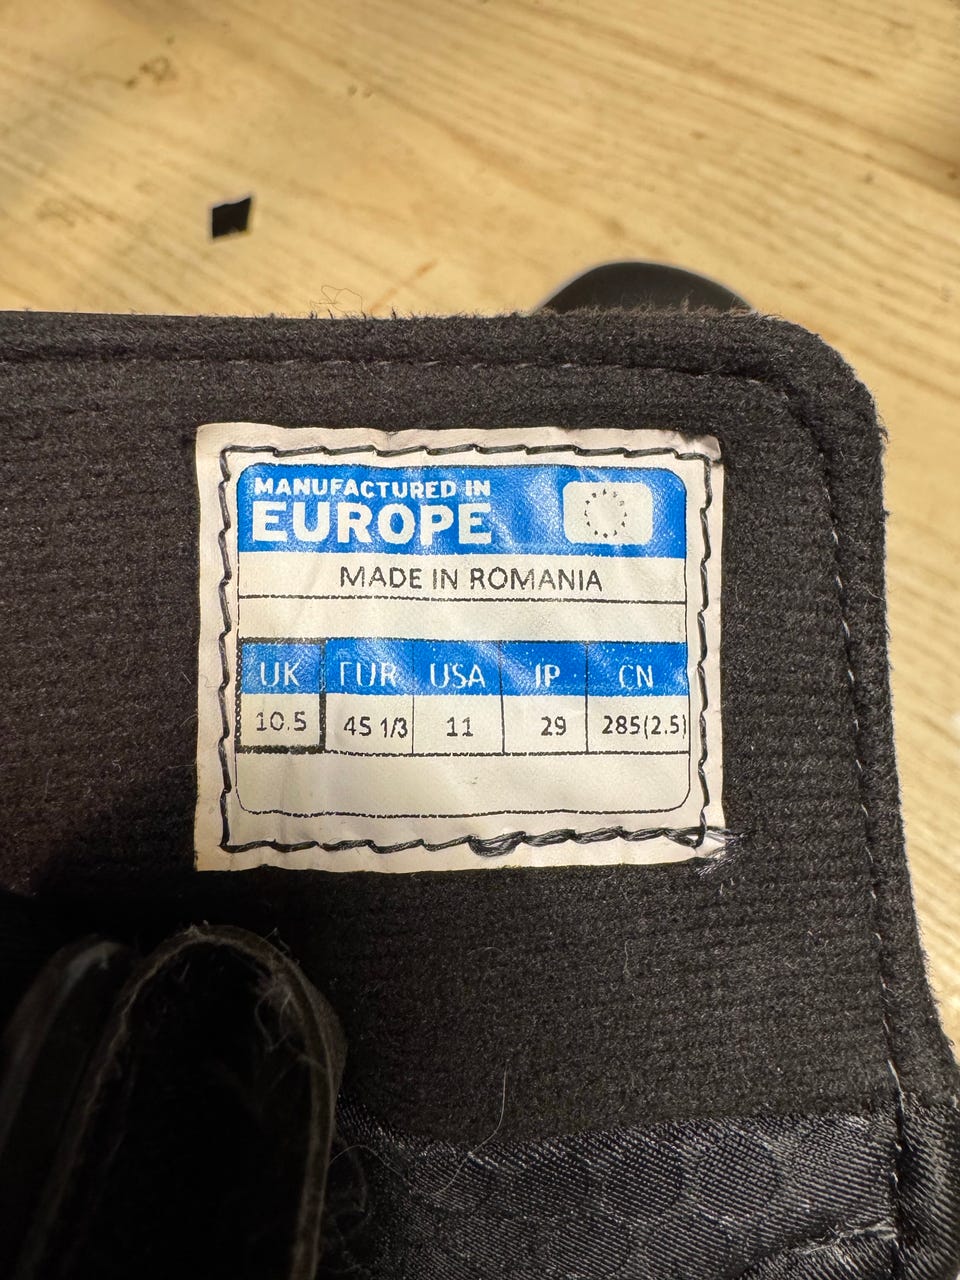 MANUFACTURED IN
EUROPE
MADE IN ROMANIA
UK EUR USA JP CN
10.5 45 1/3 11 29 285(2.5)